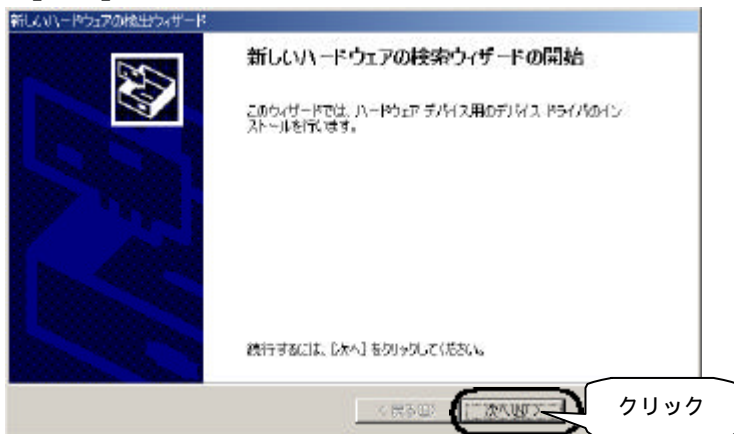 新しいハードウェアの検出ウィザード
新しいハードウェアの検索ウィザードの開始
このウィザードでは、ハードウェア デバイス用のデバイス ドライバのイン
ストールを行います。
続行するには、[次へ] をクリックしてください。
< 戻る(B)
次へ(N) >
クリック